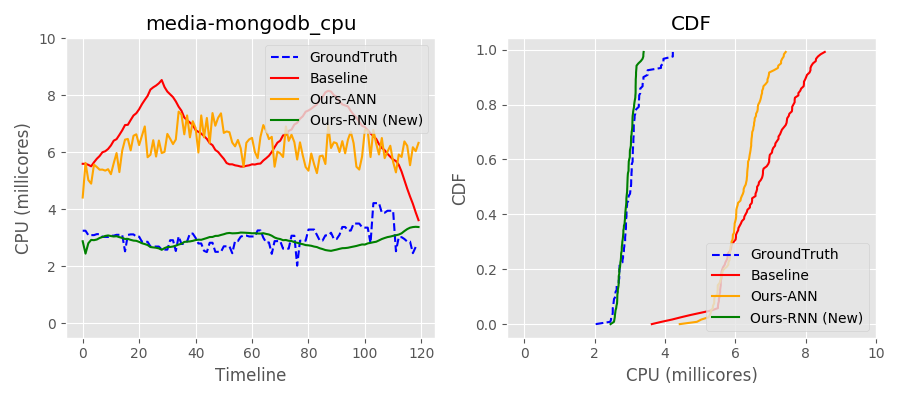 media-mongodb_cpu
CPU (millicores)
10
8
6
4
2
0
GroundTruth
Baseline
Ours-ANN
Ours-RNN (New)
0 20 40 60 80 100 120
Timeline
CDF
CDF
1.0
0.8
0.6
0.4
0.2
0.0
GroundTruth
Baseline
Ours-ANN
Ours-RNN (New)
0 2 4 6 8 10
CPU (millicores)